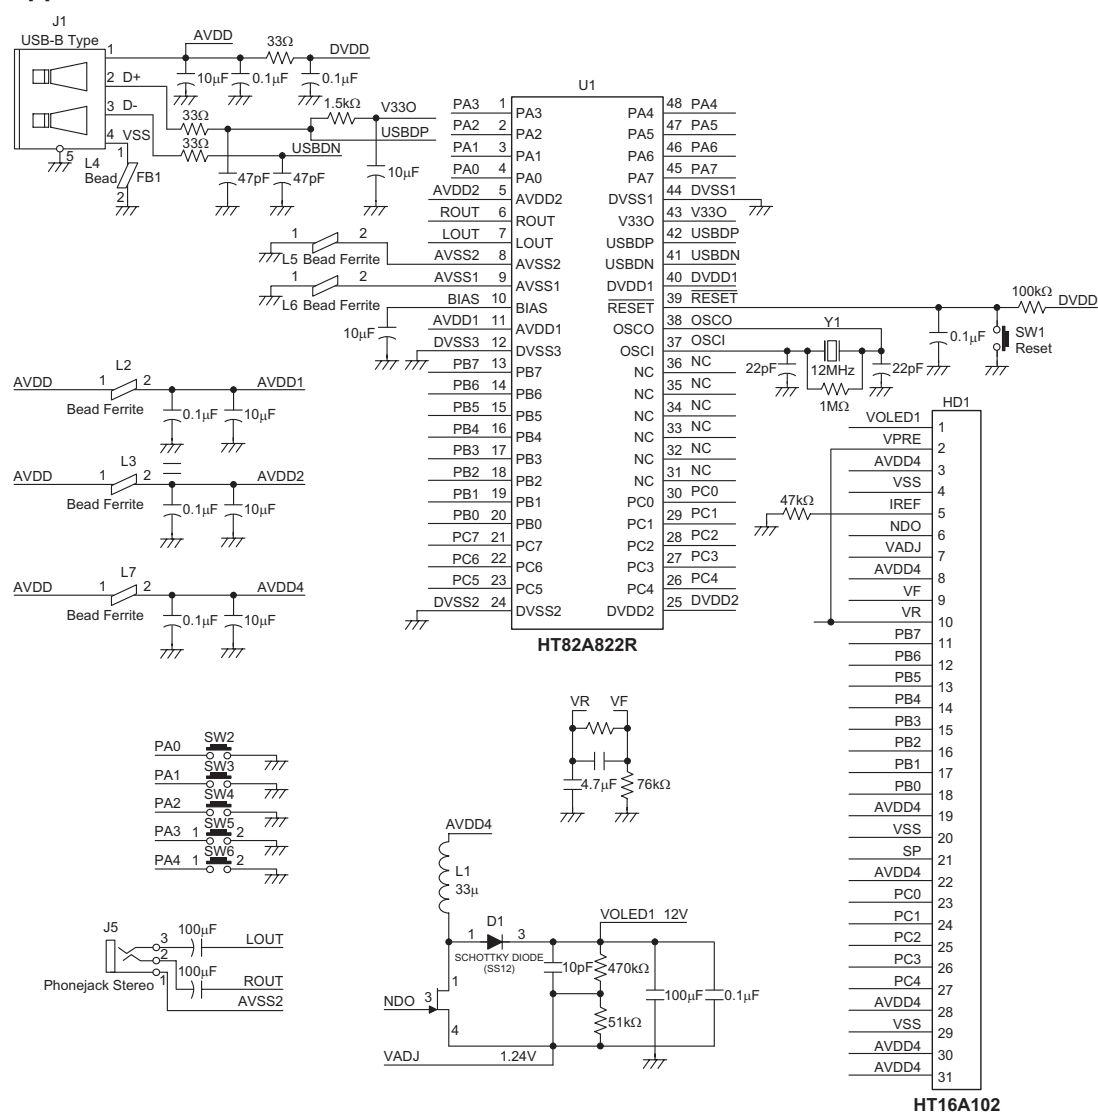 J1
USB-B Type
1
2 D+
3 D-
4 VSS
5
AVDD
33Ω
DVDD
10μF
0.1μF
0.1μF
33Ω
33Ω
1.5kΩ
V33O
USBDP
USBDN
47pF
47pF
10μF
L4
Bead
1
FB1
2
U1
PA3 1 PA3
PA2 2 PA2
PA1 3 PA1
PA0 4 PA0
AVDD2 5 AVDD2
ROUT 6 ROUT
LOUT 7 LOUT
1 2 8 AVSS2
L5 Bead Ferrite
1 2 AVSS1 9 AVSS1
L6 Bead Ferrite
BIAS 10 BIAS
10μF
AVDD1 11 AVDD1
DVSS3 12 DVSS3
PB7 13 PB7
PB6 14 PB6
PB5 15 PB5
PB4 16 PB4
PB3 17 PB3
PB2 18 PB2
PB1 19 PB1
PB0 20 PB0
PC7 21 PC7
PC6 22 PC6
PC5 23 PC5
DVSS2 24 DVSS2
PA4 48 PA4
PA5 47 PA5
PA6 46 PA6
PA7 45 PA7
DVSS1 44 DVSS1
V33O 43 V33O
USBDP 42 USBDP
USBDN 41 USBDN
DVDD1 40 DVDD1
RESET 39 RESET
OSCO 38 OSCO
OSCI 37 OSCI
NC 36 NC
NC 35 NC
NC 34 NC
NC 33 NC
NC 32 NC
NC 31 NC
PC0 30 PC0
PC1 29 PC1
PC2 28 PC2
PC3 27 PC3
PC4 26 PC4
DVDD2 25 DVDD2
HT82A822R
100kΩ
DVDD
0.1μF
SW1
Reset
Y1
12MHz
22pF
22pF
1MΩ
AVDD 1 L2 2 AVDD1
Bead Ferrite
0.1μF
10μF
AVDD 1 L3 2 AVDD2
Bead Ferrite
0.1μF
10μF
AVDD 1 L7 2 AVDD4
Bead Ferrite
0.1μF
10μF
HD1
VOLED1 1
VPRE 2
AVDD4 3
VSS 4
47kΩ
IREF 5
NDO 6
VADJ 7
AVDD4 8
VF 9
VR 10
PB7 11
PB6 12
PB5 13
PB4 14
PB3 15
PB2 16
PB1 17
PB0 18
AVDD4 19
VSS 20
SP 21
AVDD4 22
PC0 23
PC1 24
PC2 25
PC3 26
PC4 27
AVDD4 28
VSS 29
AVDD4 30
AVDD4 31
HT16A102
VR VF
4.7μF
76kΩ
PA0 SW2
PA1 SW3
PA2 SW4
PA3 1 SW5 2
PA4 1 SW6 2
J5
Phonejack Stereo
3
2
1
100μF
LOUT
100μF
ROUT
AVSS2
AVDD4
L1
33μ
1 D1 3
SCHOTTKY DIODE
(SS12)
VOLED1 12V
10pF
470kΩ
51kΩ
100μF
0.1μF
NDO 3
1
4
VADJ 1.24V